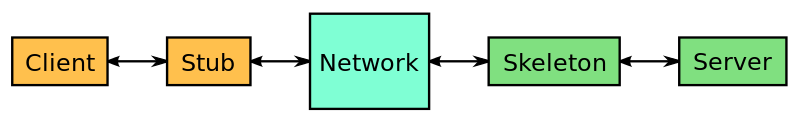 Client
Stub
Network
Skeleton
Server